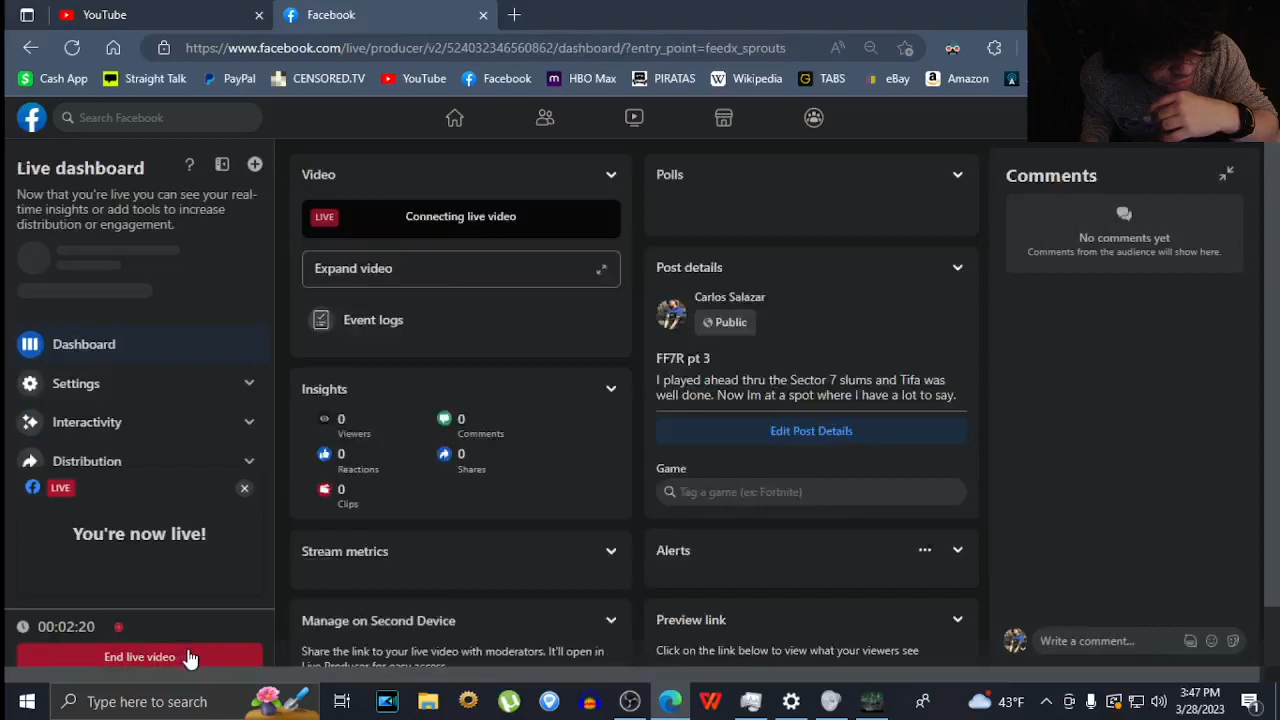 YouTube
Facebook
https://www.facebook.com/live/producer/v2/524032346560862/dashboard/?entry_point=feedx_sprouts
Cash App
Straight Talk
PayPal
CENSORED.TV
YouTube
Facebook
HBO Max
PIRATAS
Wikipedia
TABS
eBay
Amazon
Search Facebook
Live dashboard
Now that you're live you can see your real-
time insights or add tools to increase
distribution or engagement.
Dashboard
Settings
Interactivity
Distribution
LIVE
You're now live!
00:02:20
End live video
Video
LIVE
Connecting live video
Expand video
Event logs
Insights
0
Viewers
0
Comments
0
Reactions
0
Shares
0
Clips
Stream metrics
Manage on Second Device
Share the link to your live video with moderators. It'll open in
Live Producer for easy access.
Polls
Post details
Carlos Salazar
Public
FF7R pt 3
I played ahead thru the Sector 7 slums and Tifa was
well done. Now Im at a spot where I have a lot to say.
Edit Post Details
Game
Tag a game (ex: Fortnite)
Alerts
Preview link
Click on the link below to view what your viewers see
Comments
No comments yet
Comments from the audience will show here.
Write a comment...
Type here to search
43°F
3:47 PM
3/28/2023